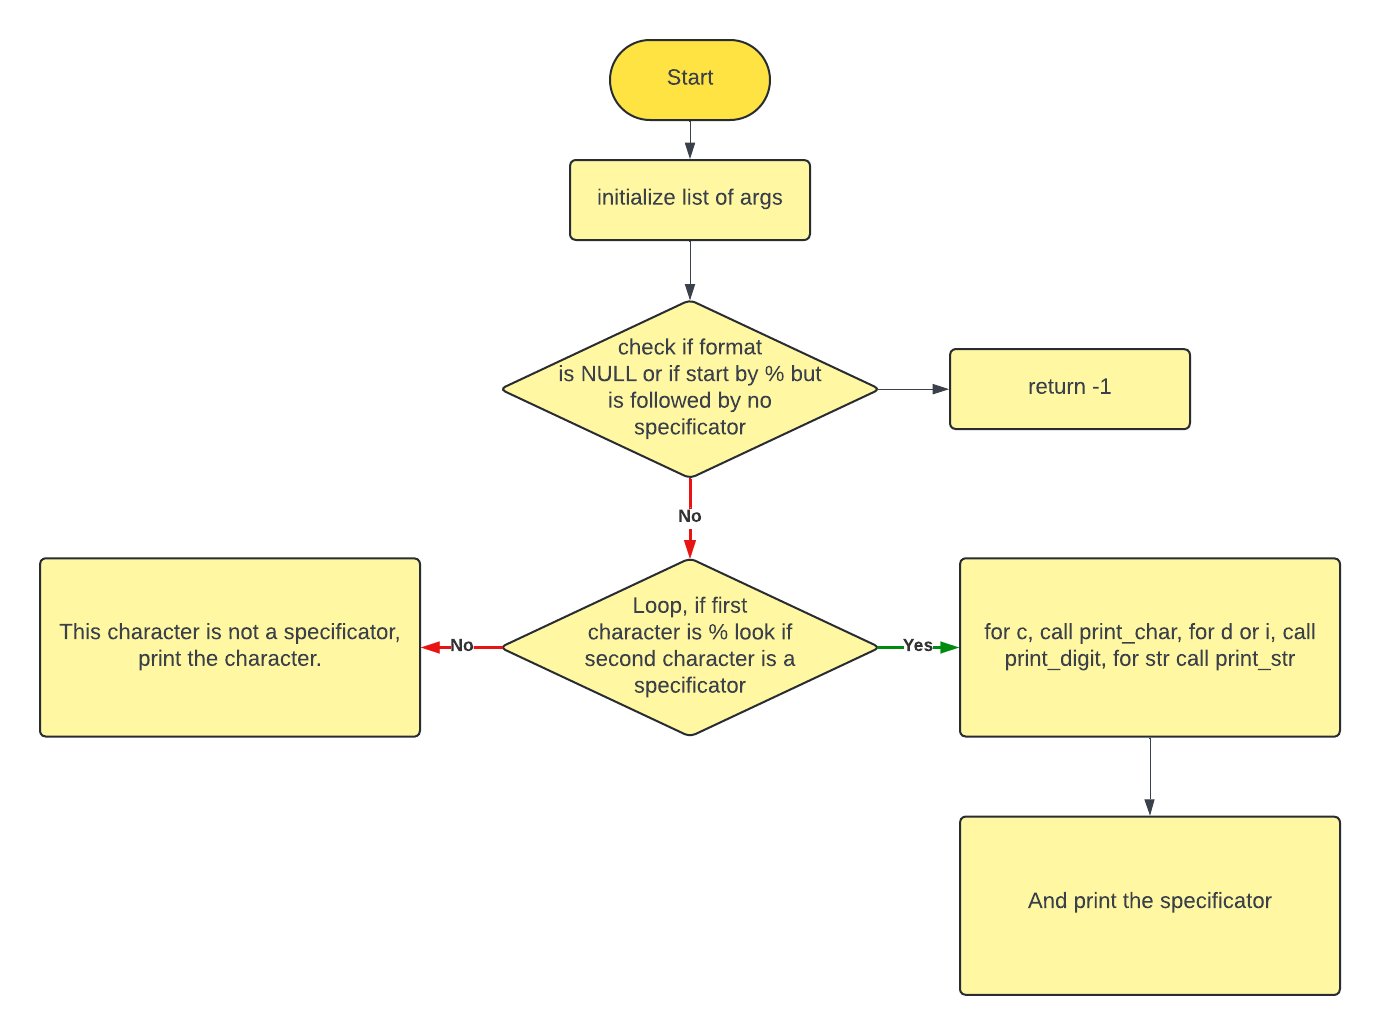 Start
initialize list of args
check if format
is NULL or if start by % but
is followed by no
specificator
return -1
No
Loop, if first
character is % look if
second character is a
specificator
No
This character is not a specificator,
print the character.
Yes
for c, call print_char, for d or i, call
print_digit, for str call print_str
And print the specificator